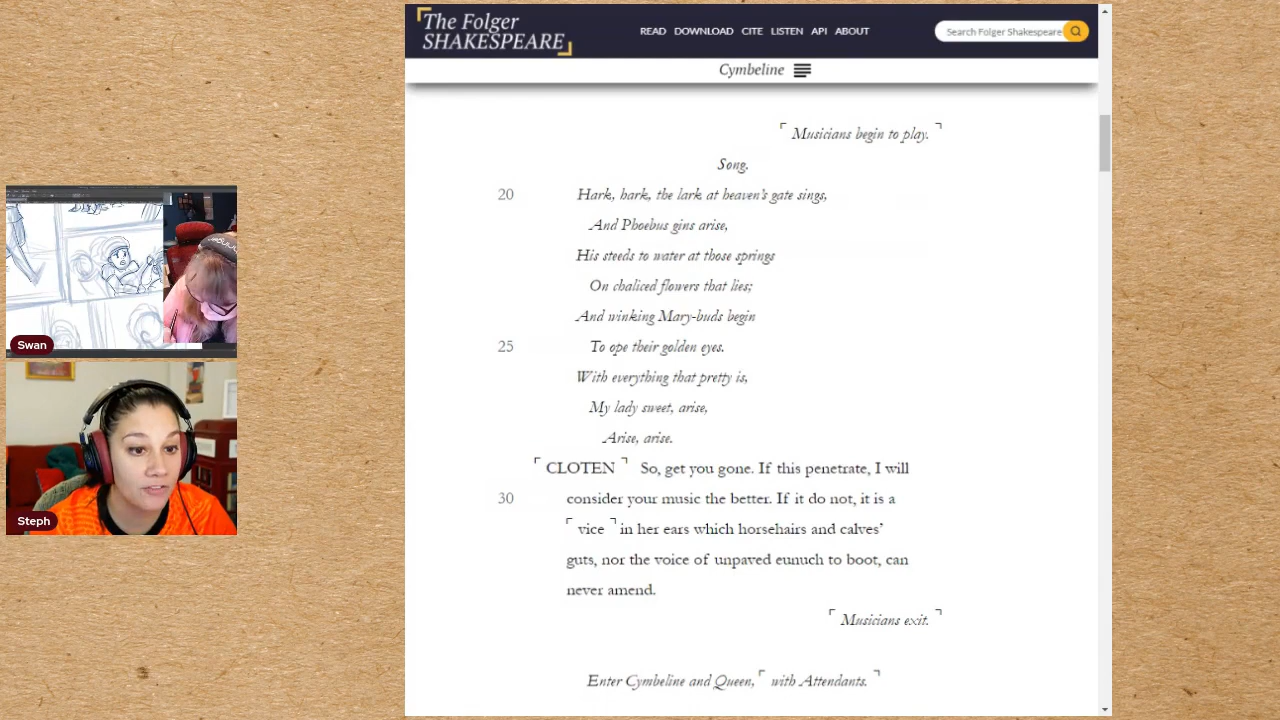 The Folger
SHAKESPEARE
READ DOWNLOAD CITE LISTEN API ABOUT
Search Folger Shakespeare
Cymbeline
Musicians begin to play.
Song.
20 Hark, hark, the lark at heaven's gate sings,
And Phoebus gins arise,
His steeds to water at those springs
On chaliced flowers that lies;
And winking Mary-buds begin
25 To ope their golden eyes.
With everything that pretty is,
My lady sweet, arise,
Arise, arise.
CLOTEN So, get you gone. If this penetrate, I will
30 consider your music the better. If it do not, it is a
vice in her ears which horsehairs and calves'
guts, nor the voice of unpaved eunuch to boot, can
never amend.
Musicians exit.
Enter Cymbeline and Queen, with Attendants.
Swan
Steph